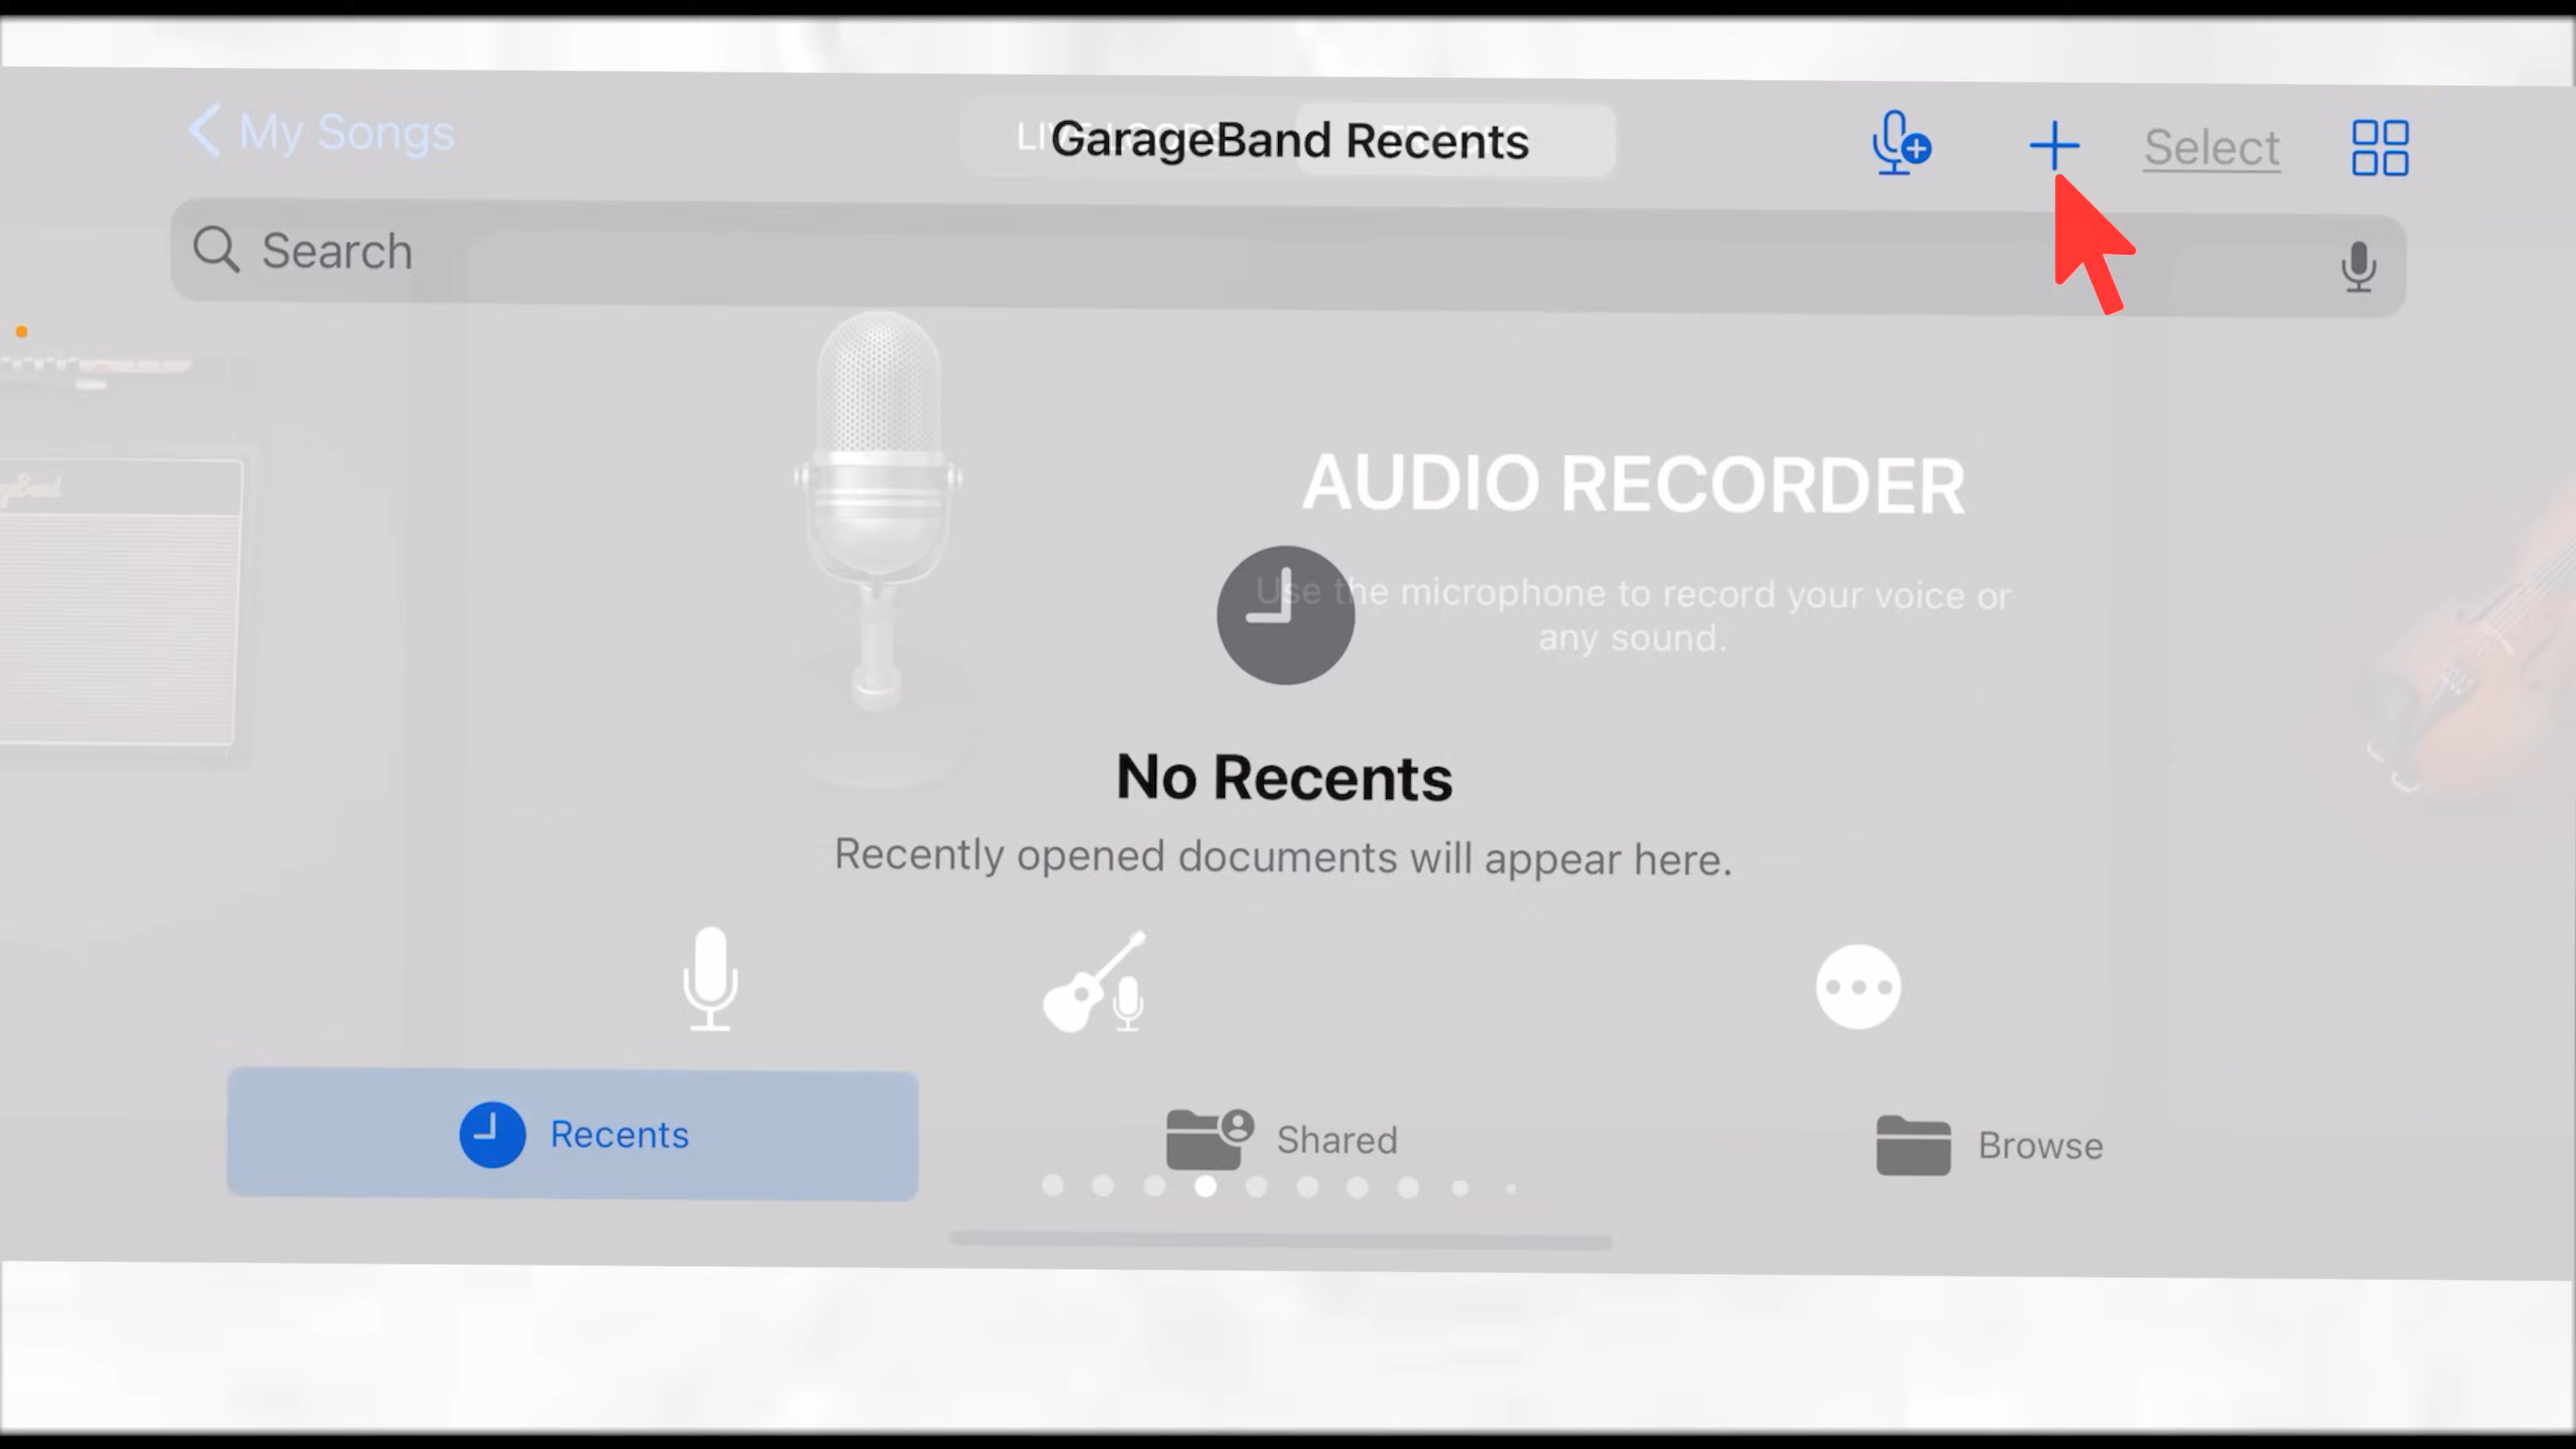 My Songs
GarageBand Recents
Select
Search
AUDIO RECORDER
Use the microphone to record your voice or
any sound.
No Recents
Recently opened documents will appear here.
Recents
Shared
Browse